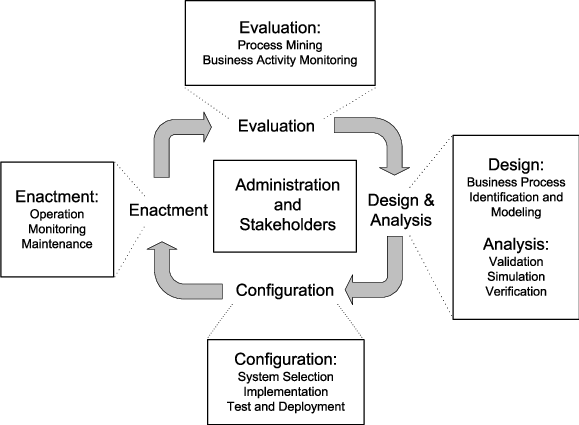 Evaluation:
Process Mining
Business Activity Monitoring
Evaluation
Enactment:
Operation
Monitoring
Maintenance
Enactment
Administration
and
Stakeholders
Design &
Analysis
Design:
Business Process
Identification and
Modeling
Analysis:
Validation
Simulation
Verification
Configuration
Configuration:
System Selection
Implementation
Test and Deployment